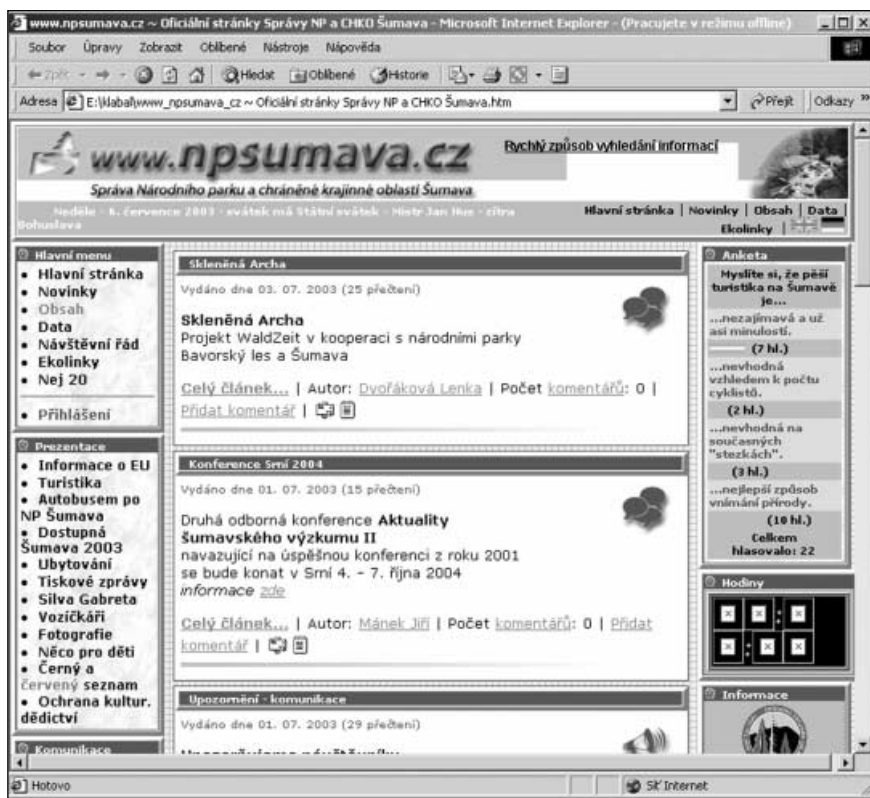 www.npsumava.cz ~ Oficiální stránky Správy NP a CHKO Šumava - Microsoft Internet Explorer - (Pracujete v režimu offline)
Soubor Úpravy Zobrazit Oblíbené Nástroje Nápověda
Zpět Hledat Oblíbené Historie
Adresa E:\klabal\www_npsumava_cz ~ Oficiální stránky Správy NP a CHKO Šumava.htm Přejít Odkazy »
www.npsumava.cz
Rychlý způsob vyhledání informací
Správa Národního parku a chráněné krajinné oblasti Šumava
Neděle - 6. července 2003 - svátek má Státní svátek - Mistr Jan Hus - zítra
Bohuslava
Hlavní stránka | Novinky | Obsah | Data |
Ekolinky |
Hlavní menu
• Hlavní stránka
• Novinky
• Obsah
• Data
• Návštěvní řád
• Ekolinky
• Nej 20
• Přihlášení
Prezentace
• Informace o EU
• Turistika
• Autobusem po
NP Šumava
• Dostupná
Šumava 2003
• Ubytování
• Tiskové zprávy
• Silva Gabreta
• Vozíčkáři
• Fotografie
• Něco pro děti
• Černý a
červený seznam
• Ochrana kultur.
dědictví
Komunikace
Skleněná Archa
Vydáno dne 03. 07. 2003 (25 přečtení)
Skleněná Archa
Projekt WaldZeit v kooperaci s národními parky
Bavorský les a Šumava
Celý článek... | Autor: Dvořáková Lenka | Počet komentářů: 0 |
Přidat komentář |
Konference Srní 2004
Vydáno dne 01. 07. 2003 (15 přečtení)
Druhá odborná konference Aktuality
šumavského výzkumu II
navazující na úspěšnou konferenci z roku 2001
se bude konat v Srní 4. - 7. října 2004
informace zde
Celý článek... | Autor: Mánek Jiří | Počet komentářů: 0 | Přidat
komentář |
Upozornění - komunikace
Vydáno dne 01. 07. 2003 (29 přečtení)
Upozorňujeme návštěvníky
Anketa
Myslíte si, že pěší
turistika na Šumavě
je...
...nezajímavá a už
asi minulostí.
(7 hl.)
...nevhodná
vzhledem k počtu
cyklistů.
(2 hl.)
...nevhodná na
současných
"stezkách".
(3 hl.)
...nejlepší způsob
vnímání přírody.
(10 hl.)
Celkem
hlasovalo: 22
Hodiny
Informace
Hotovo
Síť Internet